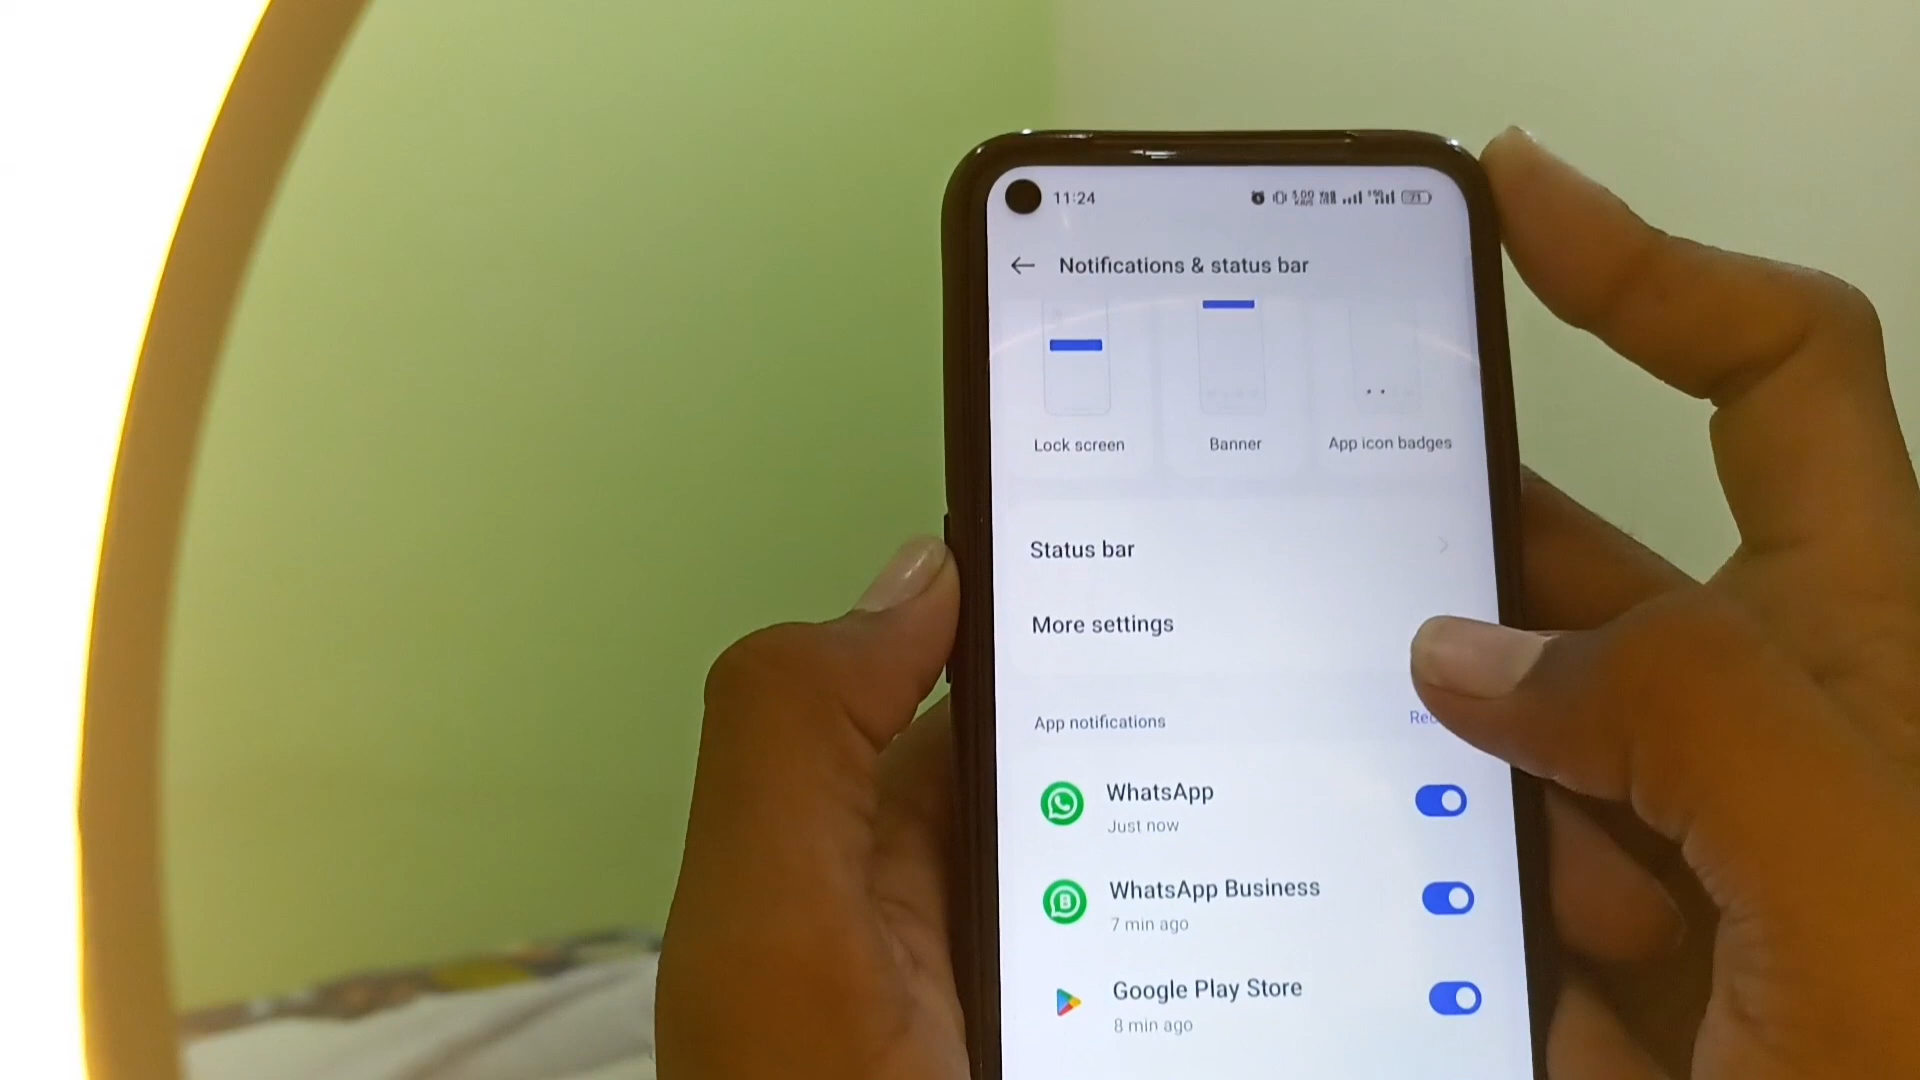 11:24
Notifications & status bar
Lock screen
Banner
App icon badges
Status bar
More settings
App notifications
WhatsApp
Just now
WhatsApp Business
7 min ago
Google Play Store
8 min ago